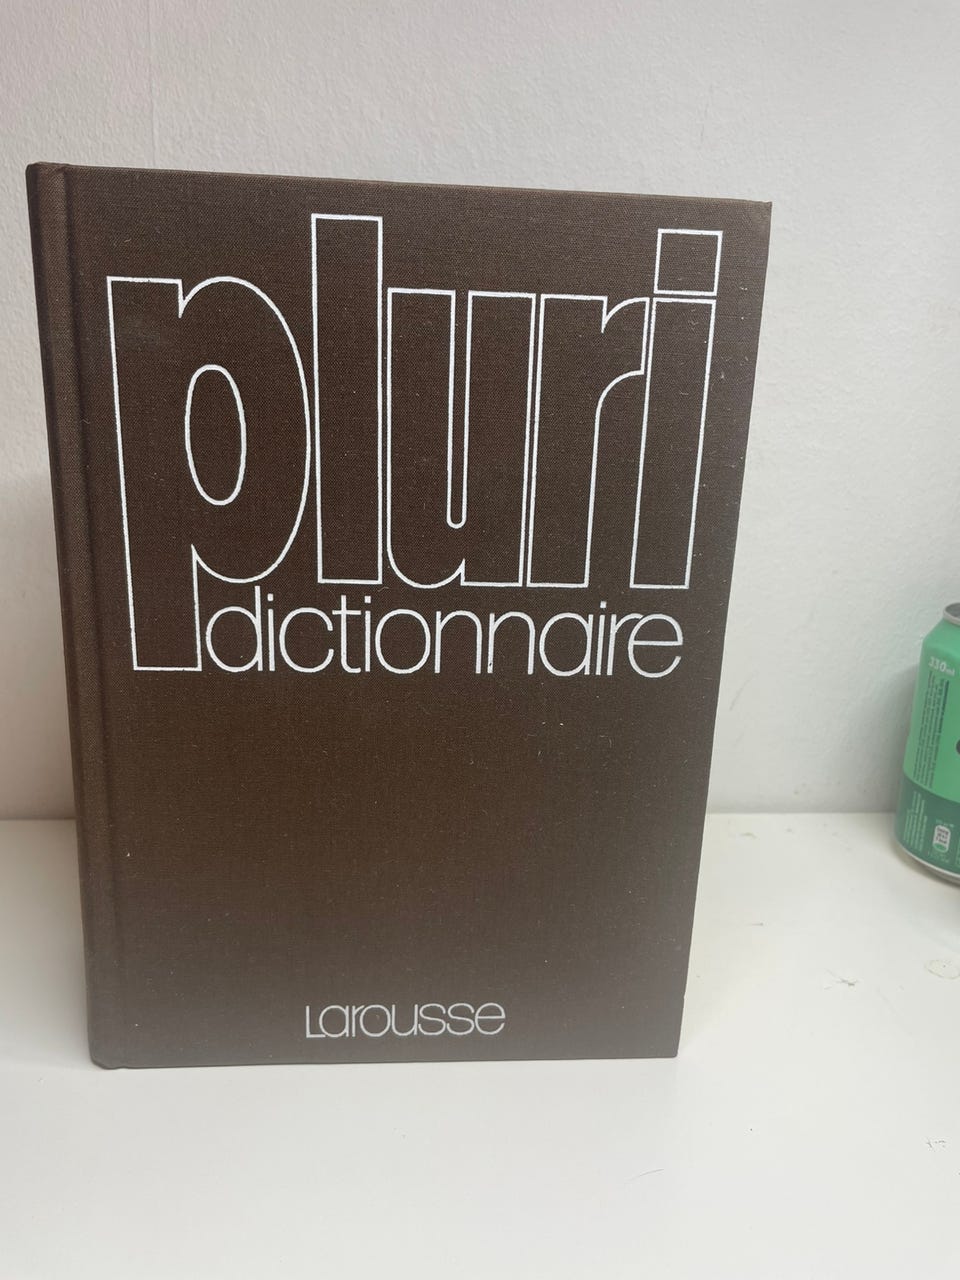 pluri
dictionnaire
Larousse
330ml